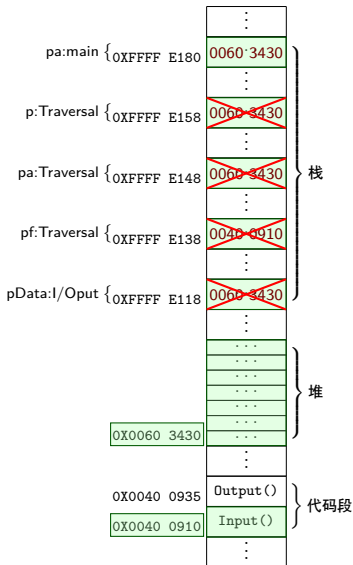 pa:main { 0XFFFF E180 0060 3430
p:Traversal { 0XFFFF E158 0060 3430
pa:Traversal { 0XFFFF E148 0060 3430
栈
pf:Traversal { 0XFFFF E138 0040 0910
pData:I/Oput { 0XFFFF E118 0060 3430
堆
0X0060 3430
0X0040 0935 Output()
代码段
0X0040 0910 Input()